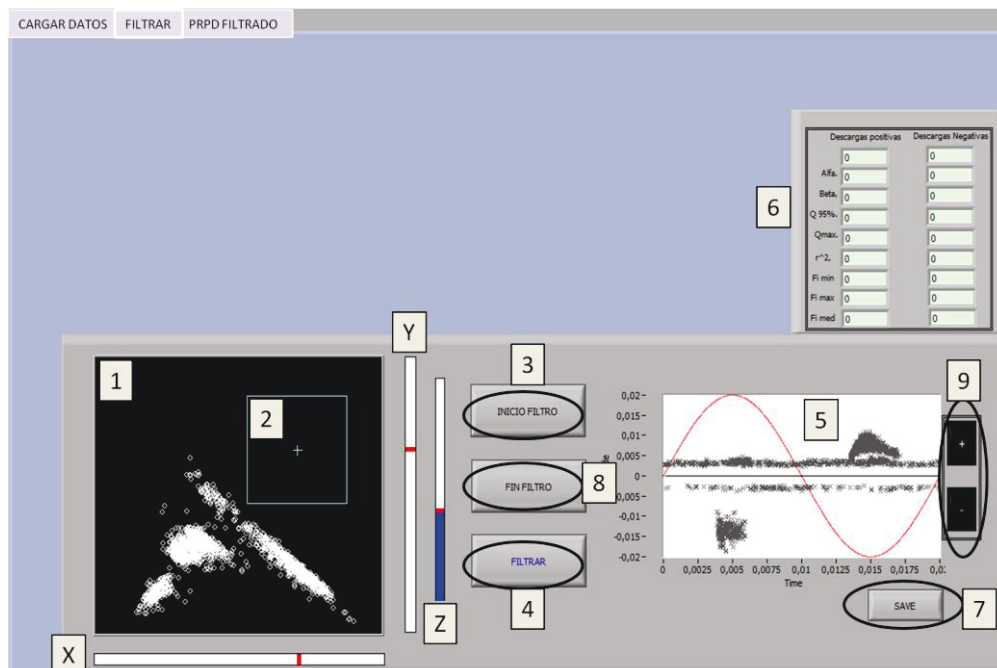 CARGAR DATOS FILTRAR PRPD FILTRADO
Descargas positivas Descargas Negativas
0 0
Alfa. 0 0
Beta. 0 0
Q 95%. 0 0
Qmax. 0 0
r^2, 0 0
Fi min 0 0
Fi max 0 0
Fi med 0 0
6
Y
1
2
3
INICIO FILTRO
FIN FILTRO
8
FILTRAR
4
Z
X
5
9
0,02-
0,015-
0,01-
0,005-
0-
-0,005-
-0,01-
-0,015-
-0,02-
0 0,0025 0,005 0,0075 0,01 0,0125 0,015 0,0175
Time
+
-
SAVE
7